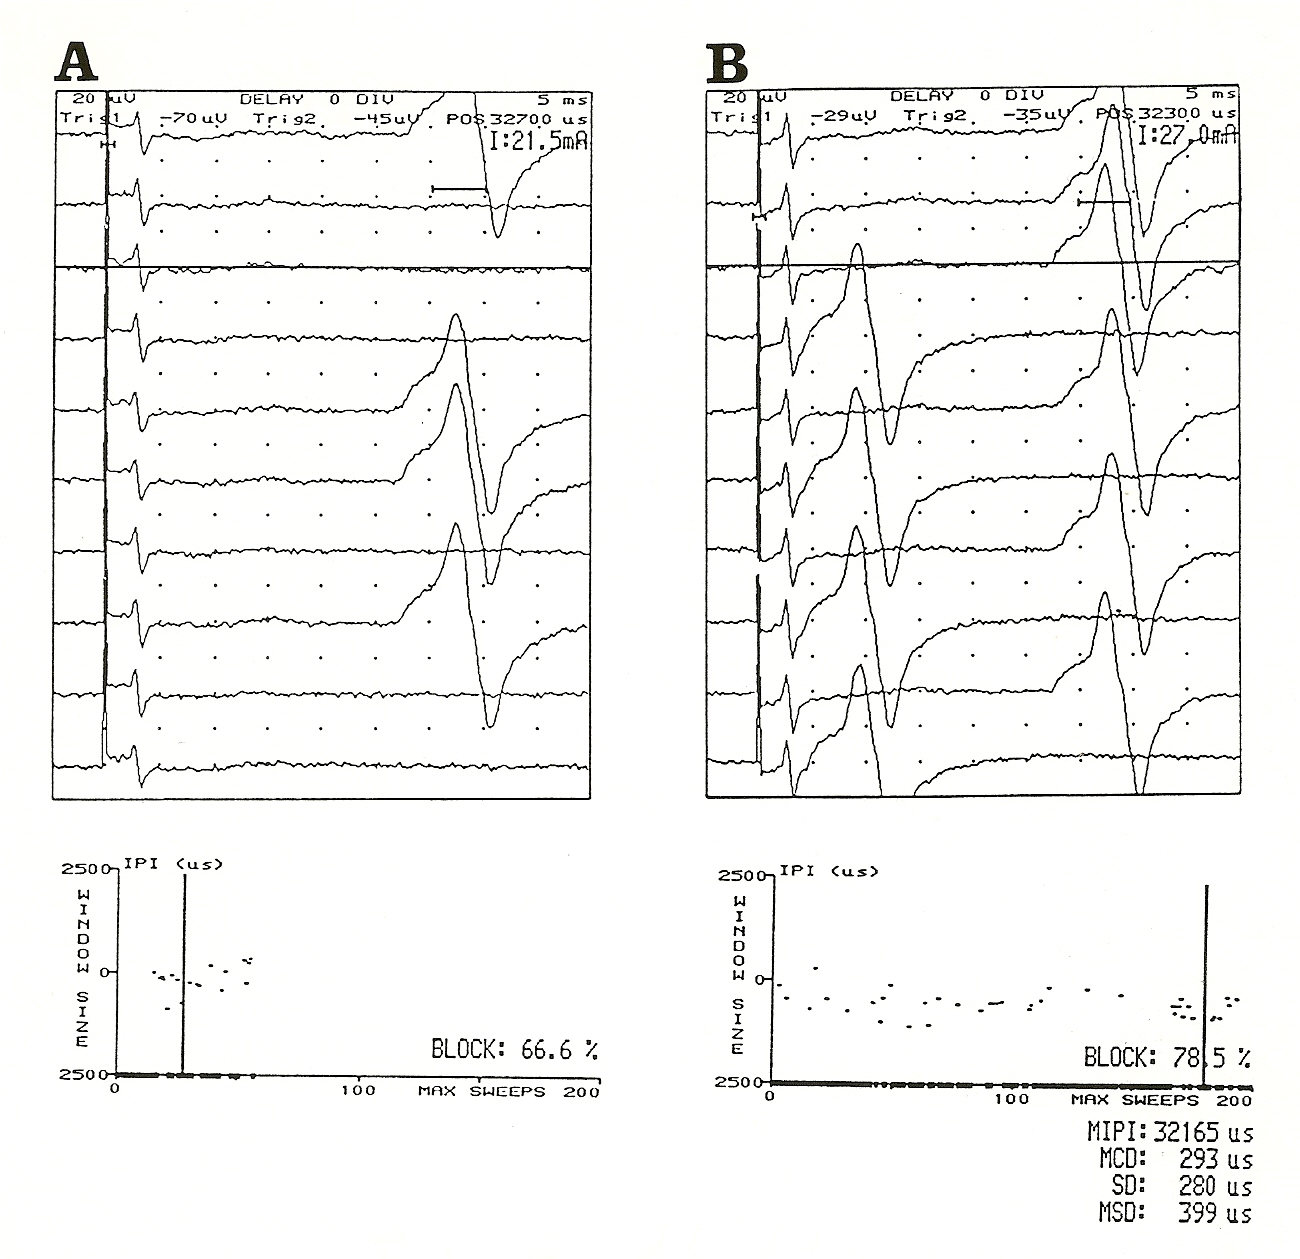 A
20 uV DELAY 0 DIV 5 ms
Trig1 -70uV Trig2 -45uV POS 32700 us
I:21.5mA
IPI (us)
2500
WINDOW SIZE
0
2500
BLOCK: 66.6 %
0 100 MAX SWEEPS 200
B
20 uV DELAY 0 DIV 5 ms
Trig1 -29uV Trig2 -35uV POS 32300 us
I:27.0mA
IPI (us)
2500
WINDOW SIZE
0
2500
BLOCK: 78.5 %
0 100 MAX SWEEPS 200
MIPI: 32165 us
MCD: 293 us
SD: 280 us
MSD: 399 us